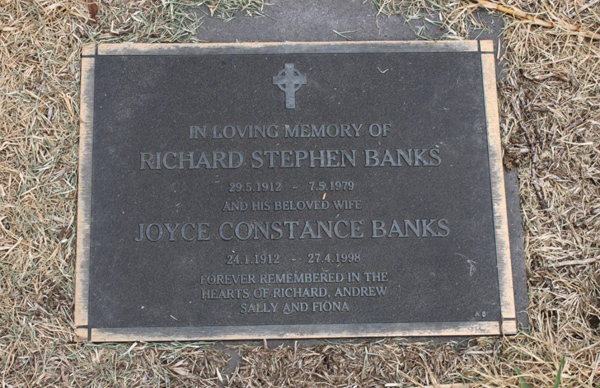 IN LOVING MEMORY OF
RICHARD STEPHEN BANKS
29.5.1912 - 7.5.1979
AND HIS BELOVED WIFE
JOYCE CONSTANCE BANKS
24.1.1912 - 27.4.1998
FOREVER REMEMBERED IN THE
HEARTS OF RICHARD, ANDREW
SALLY AND FIONA